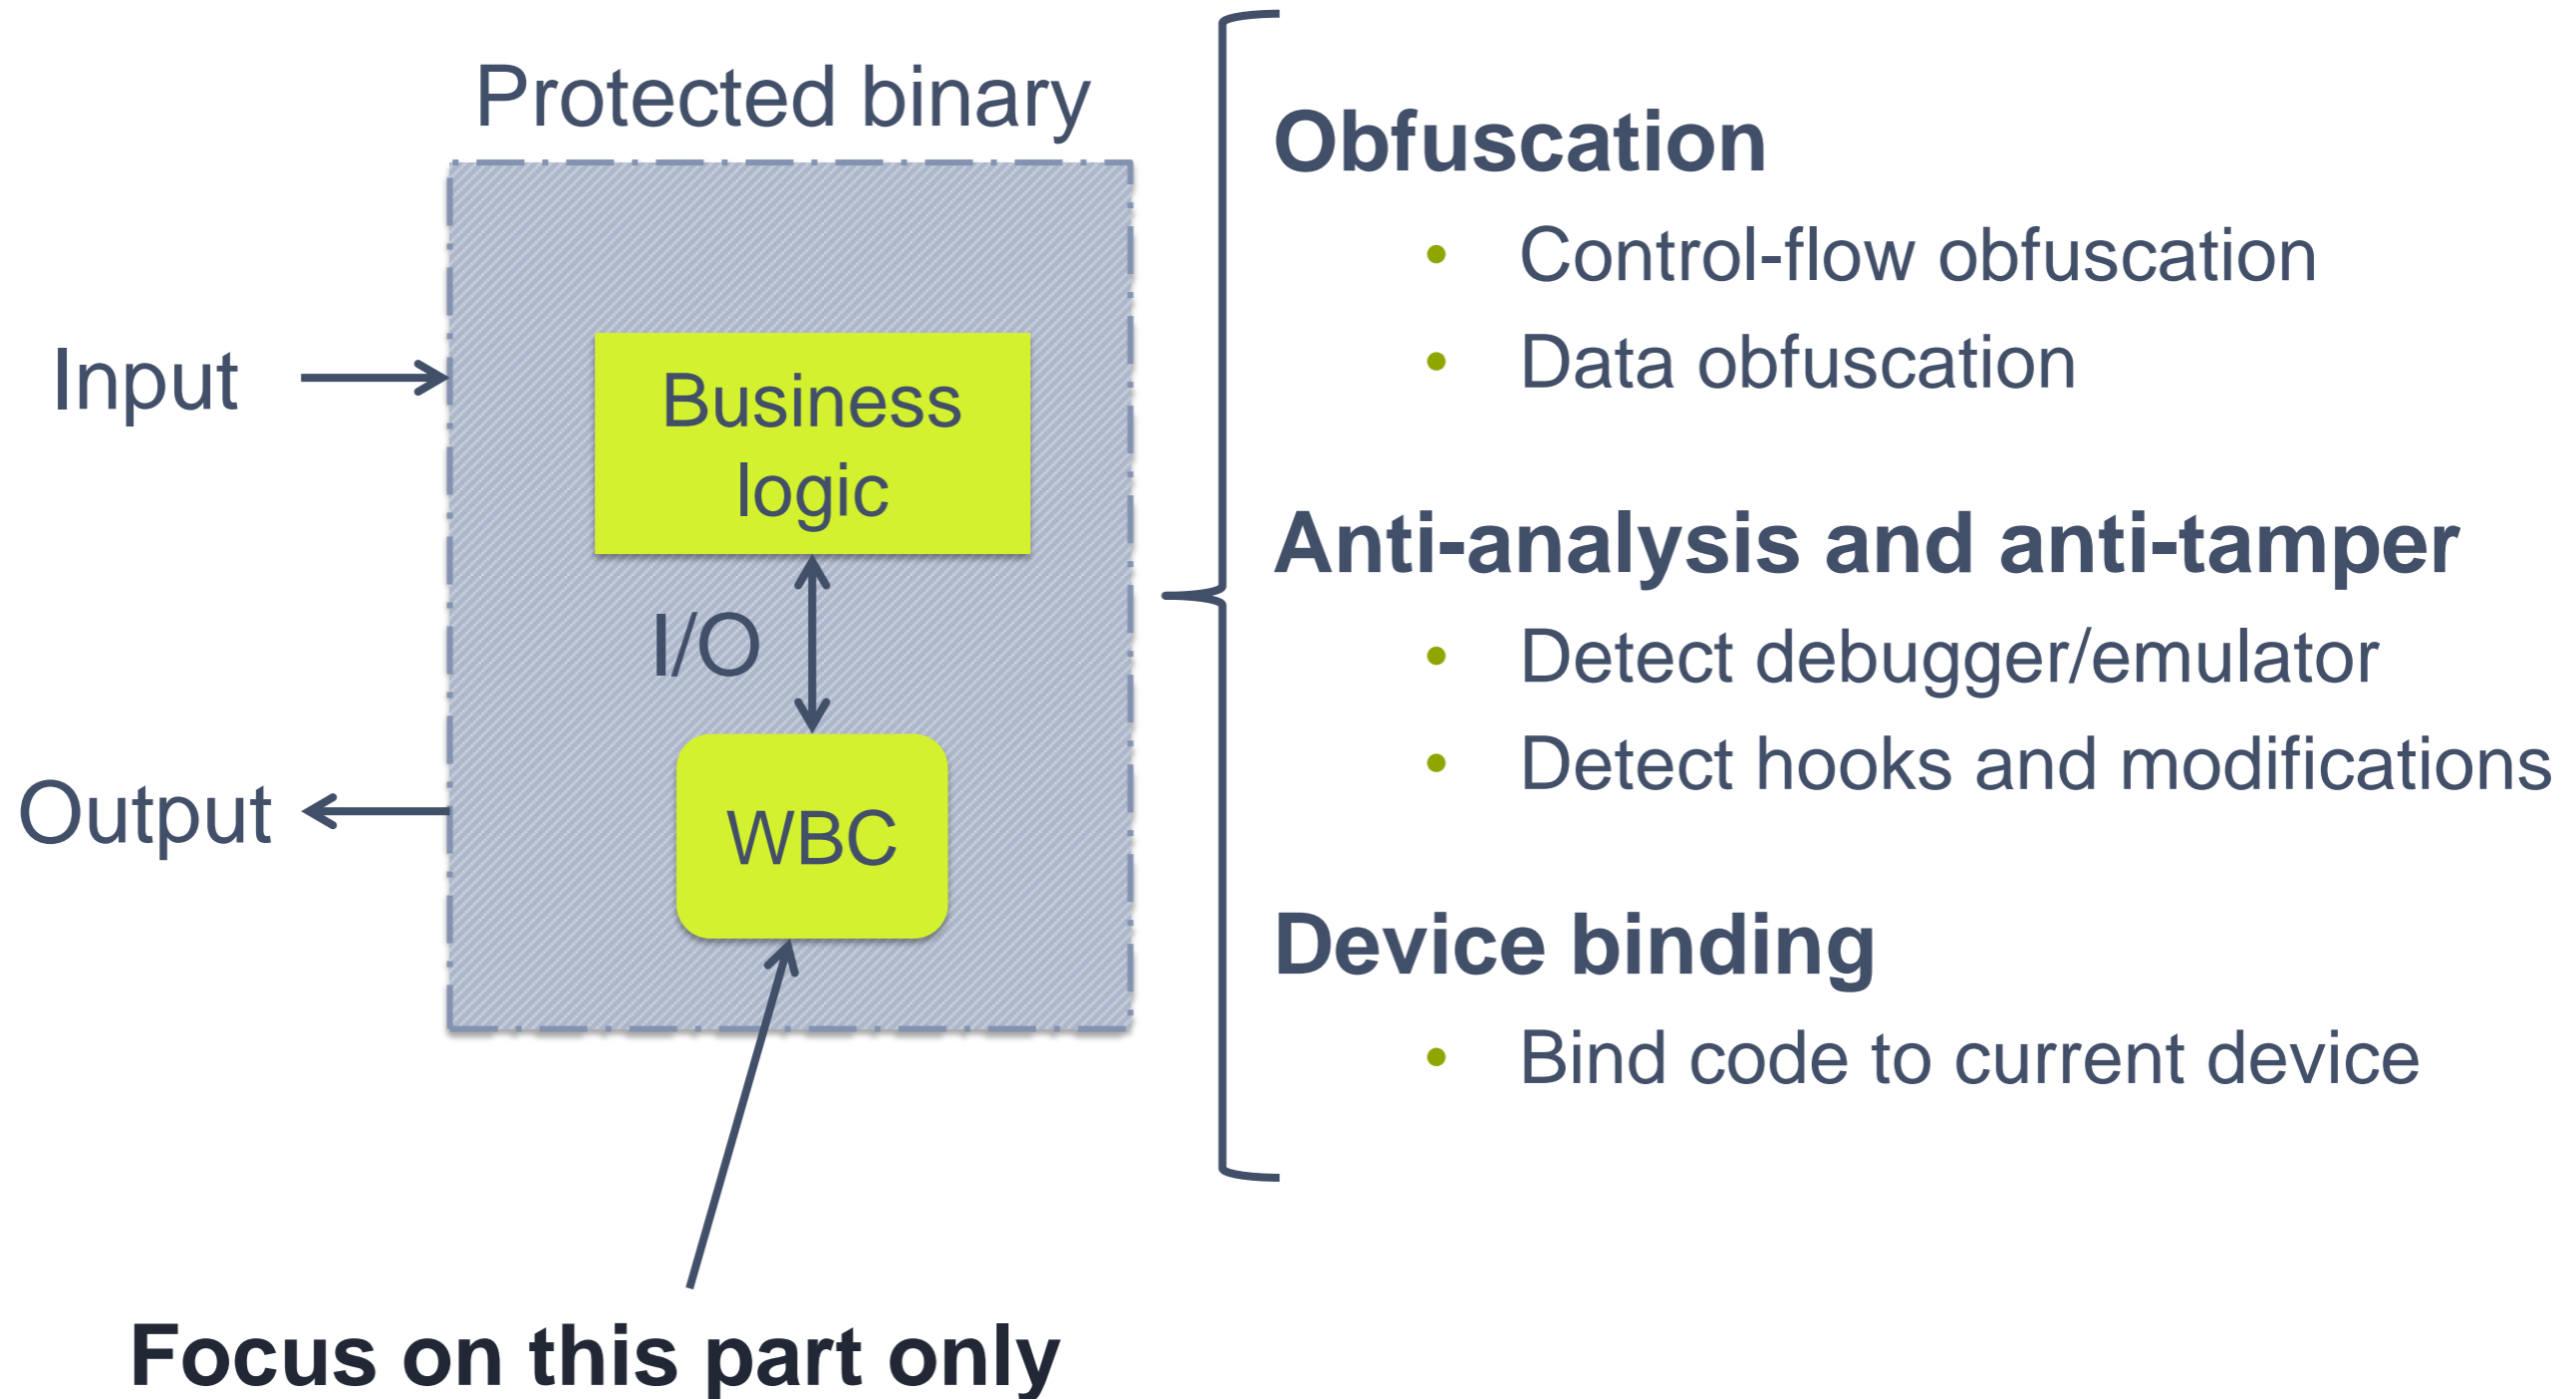 Protected binary
Input
Business
logic
I/O
Output
WBC
Focus on this part only
Obfuscation
• Control-flow obfuscation
• Data obfuscation
Anti-analysis and anti-tamper
• Detect debugger/emulator
• Detect hooks and modifications
Device binding
• Bind code to current device